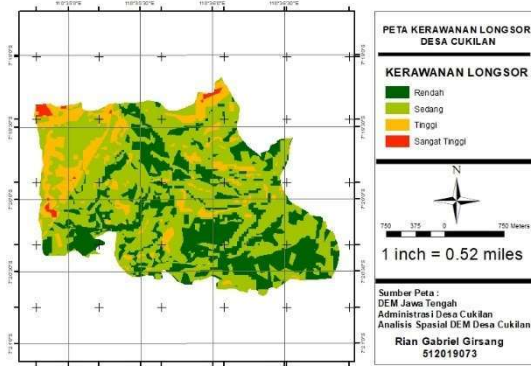 PETA KERAWANAN LONGSOR
DESA CUKILAN
KERAWANAN LONGSOR
Rendah
Sedang
Tinggi
Sangat Tinggi
N
750 375 0 750 Meters
1 inch = 0.52 miles
Sumber Peta :
DEM Jawa Tengah
Administrasi Desa Cukilan
Analisis Spasial DEM Desa Cukilan
Rian Gabriel Girsang
512019073